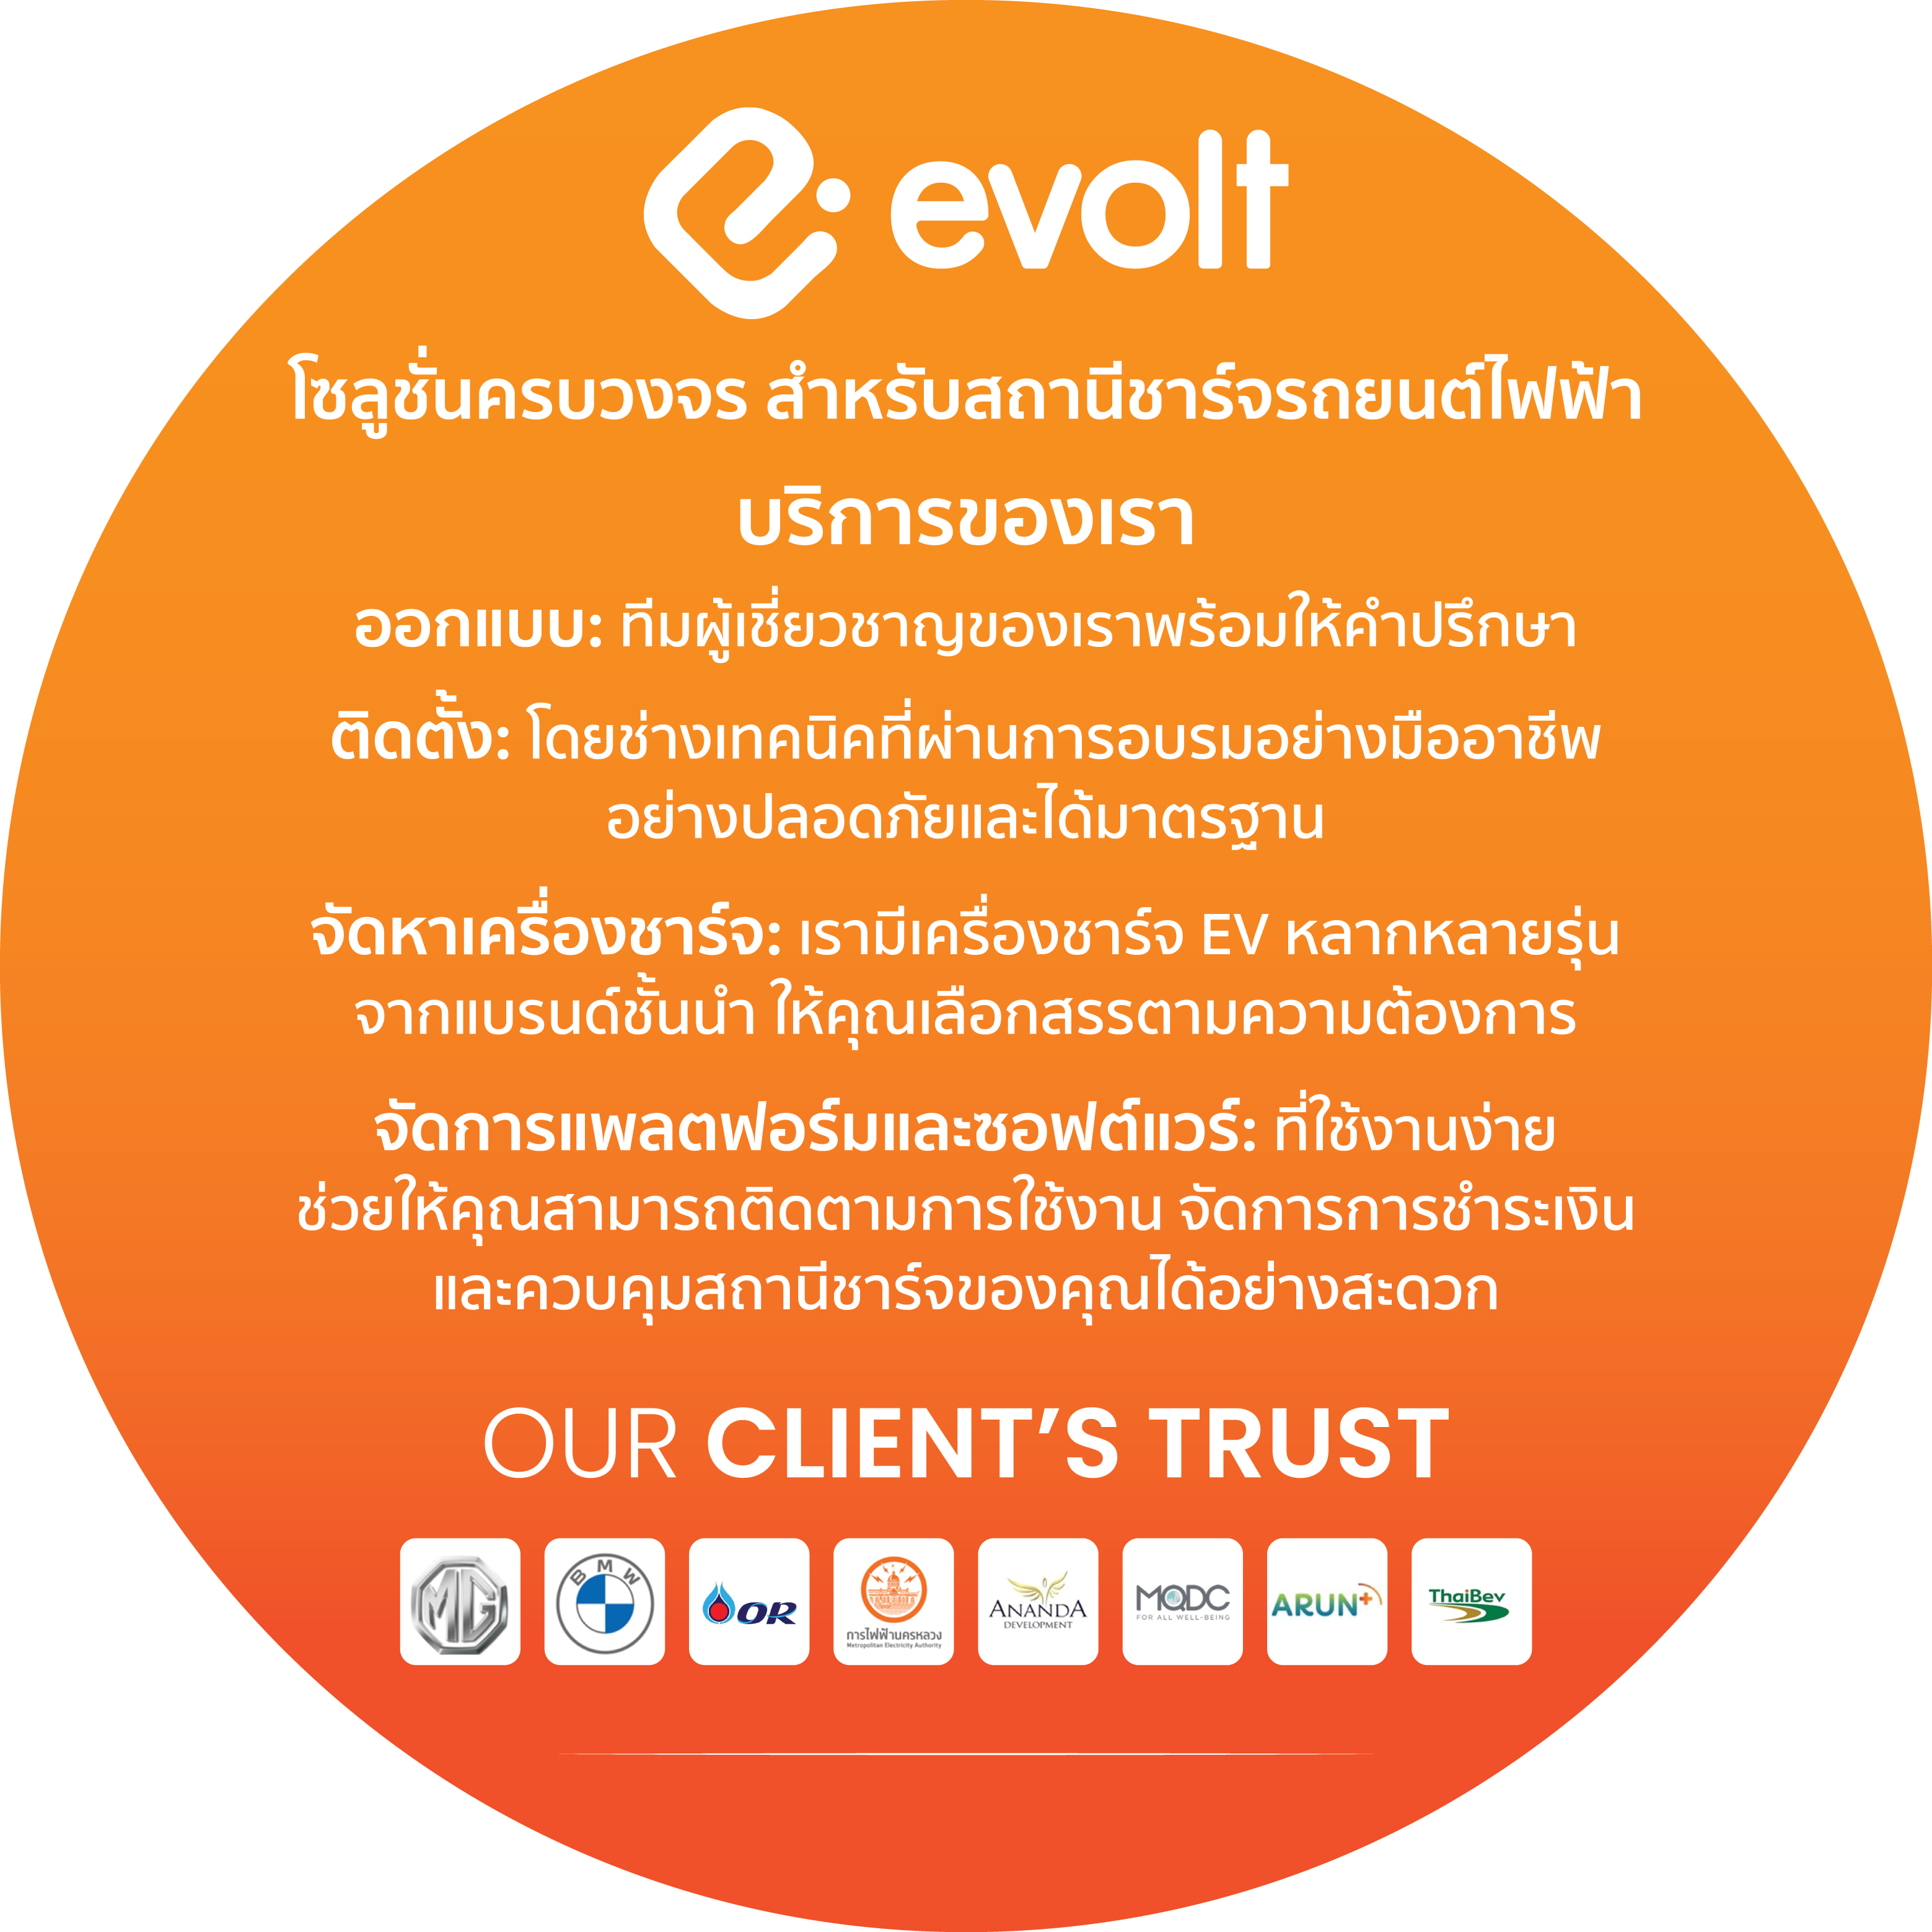 evolt
โซลูชั่นครบวงจร สำหรับสถานีชาร์จรถยนต์ไฟฟ้า
บริการของเรา
ออกแบบ: ทีมผู้เชี่ยวชาญของเราพร้อมให้คำปรึกษา
ติดตั้ง: โดยช่างเทคนิคที่ผ่านการอบรมอย่างมืออาชีพ
อย่างปลอดภัยและได้มาตรฐาน
จัดหาเครื่องชาร์จ: เรามีเครื่องชาร์จ EV หลากหลายรุ่น
จากแบรนด์ชั้นนำ ให้คุณเลือกสรรตามความต้องการ
จัดการแพลตฟอร์มและซอฟต์แวร์: ที่ใช้งานง่าย
ช่วยให้คุณสามารถติดตามการใช้งาน จัดการการชำระเงิน
และควบคุมสถานีชาร์จของคุณได้อย่างสะดวก
OUR CLIENT'S TRUST
MG
BMW
OR
การไฟฟ้านครหลวง
Metropolitan Electricity Authority
ANANDA
DEVELOPMENT
MQDC
FOR ALL WELL-BEING
ARUN+
ThaiBev